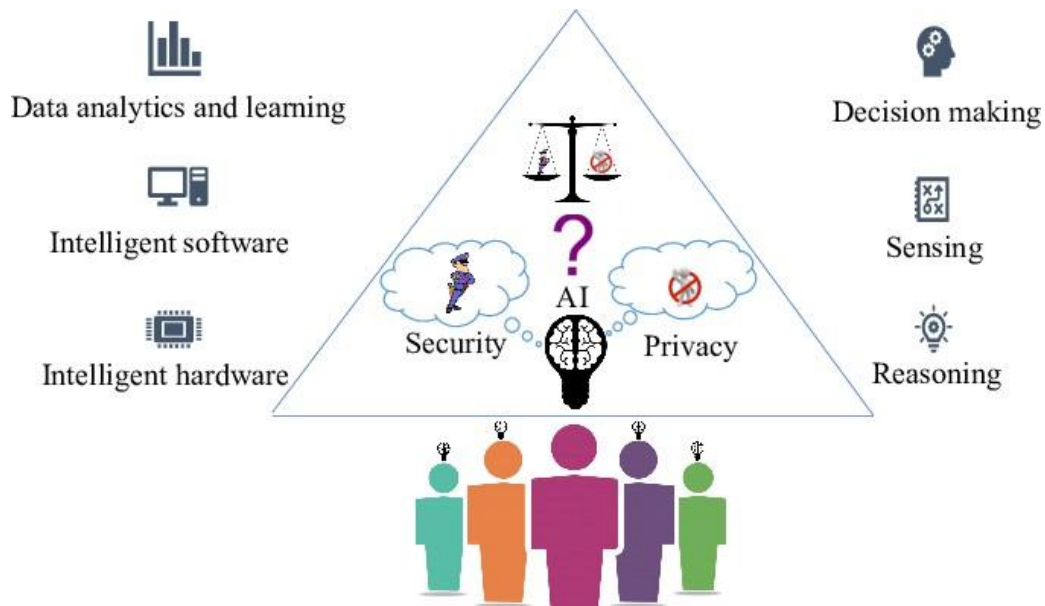 Data analytics and learning
Intelligent software
Intelligent hardware
?
AI
Security
Privacy
Decision making
Sensing
Reasoning